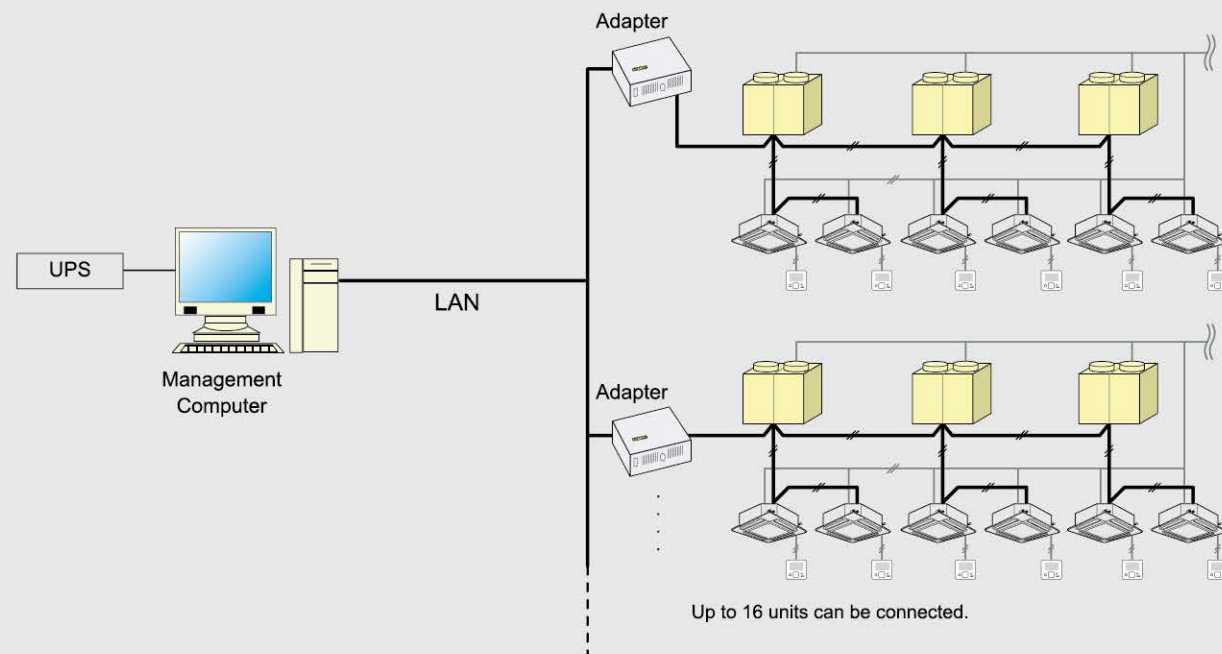 Adapter
UPS
LAN
Management
Computer
Adapter
Up to 16 units can be connected.